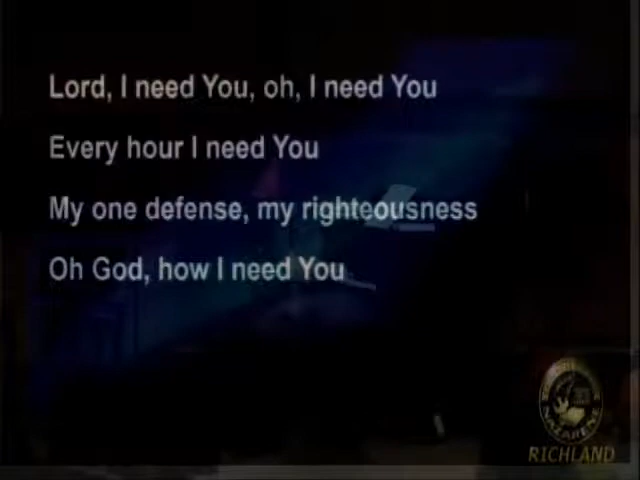 Lord, I need You, oh, I need You
Every hour I need You
My one defense, my righteousness
Oh God, how I need You
NAZARENE
RICHLAND